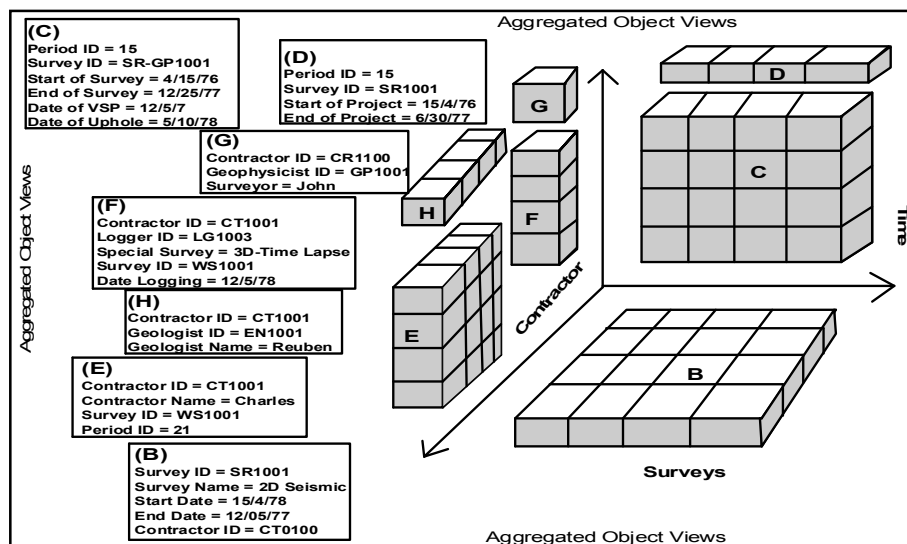 Aggregated Object Views
(C)
Period ID = 15
Survey ID = SR-GP1001
Start of Survey = 4/15/76
End of Survey = 12/25/77
Date of VSP = 12/5/7
Date of Uphole = 5/10/78
(D)
Period ID = 15
Survey ID = SR1001
Start of Project = 15/4/76
End of Project = 6/30/77
(G)
Contractor ID = CR1100
Geophysicist ID = GP1001
Surveyor = John
(F)
Contractor ID = CT1001
Logger ID = LG1003
Special Survey = 3D-Time Lapse
Survey ID = WS1001
Date Logging = 12/5/78
(H)
Contractor ID = CT1001
Geologist ID = EN1001
Geologist Name = Reuben
(E)
Contractor ID = CT1001
Contractor Name = Charles
Survey ID = WS1001
Period ID = 21
(B)
Survey ID = SR1001
Survey Name = 2D Seismic
Start Date = 15/4/78
End Date = 12/05/77
Contractor ID = CT0100
Aggregated Object Views
D
G
C
H
F
E
B
Time
Contractor
Surveys
Aggregated Object Views